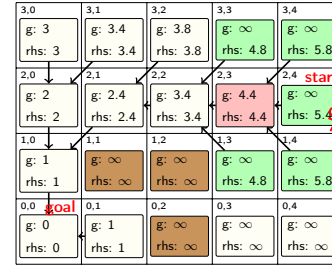 3,0 3,1 3,2 3,3 3,4
g: 3 g: 3.4 g: 3.8 g: ∞ g: ∞
rhs: 3 rhs: 3.4 rhs: 3.8 rhs: 4.8 rhs: 5.8
2,0 2,1 2,2 2,3 2,4
star
g: 2 g: 2.4 g: 3.4 g: 4.4 g: ∞
rhs: 2 rhs: 2.4 rhs: 3.4 rhs: 4.4 rhs: 5.4
1,0 1,1 1,2 1,3 1,4
g: 1 g: ∞ g: ∞ g: ∞ g: ∞
rhs: 1 rhs: ∞ rhs: ∞ rhs: 4.8 rhs: 5.8
0,0 goal 0,1 0,2 0,3 0,4
g: 0 g: 1 g: ∞ g: ∞ g: ∞
rhs: 0 rhs: 1 rhs: ∞ rhs: ∞ rhs: ∞